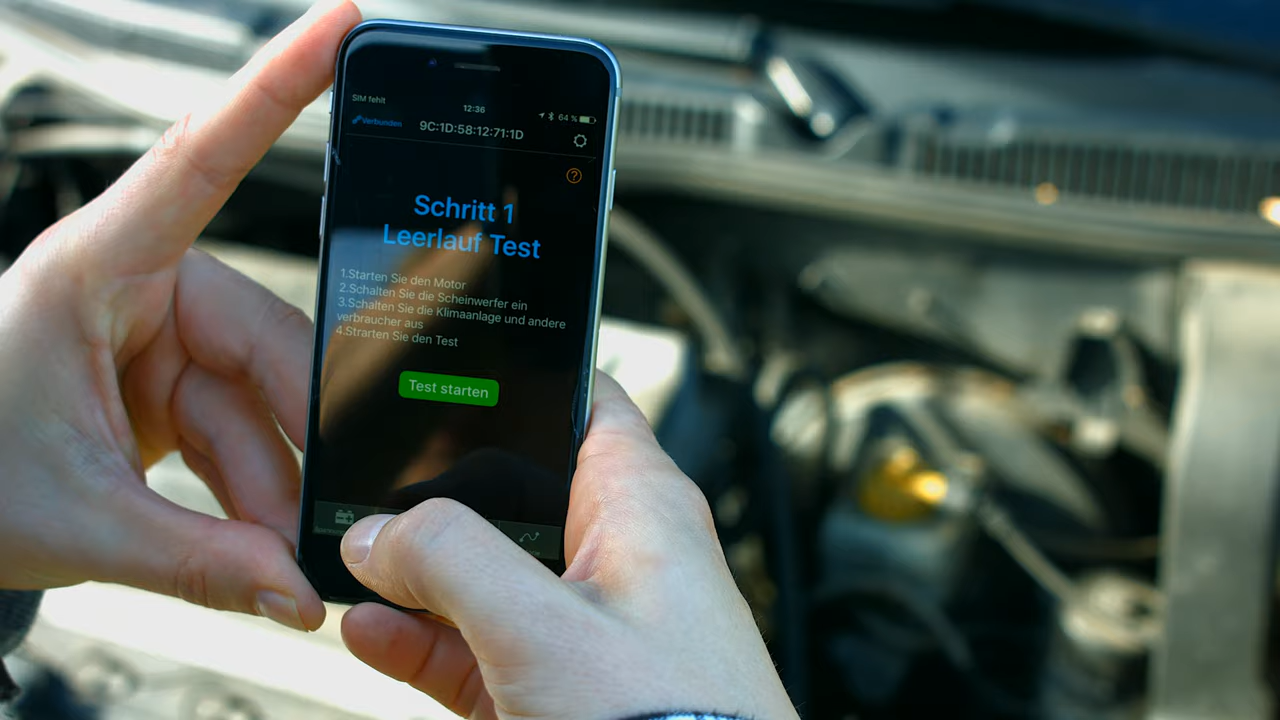 SIM fehlt
12:36
64 %
Verbunden
9C:1D:58:12:71:1D
?
Schritt 1
Leerlauf Test
1.Starten Sie den Motor
2.Schalten Sie die Scheinwerfer ein
3.Schalten Sie die Klimaanlage und andere
verbraucher aus
4.Strarten Sie den Test
Test starten